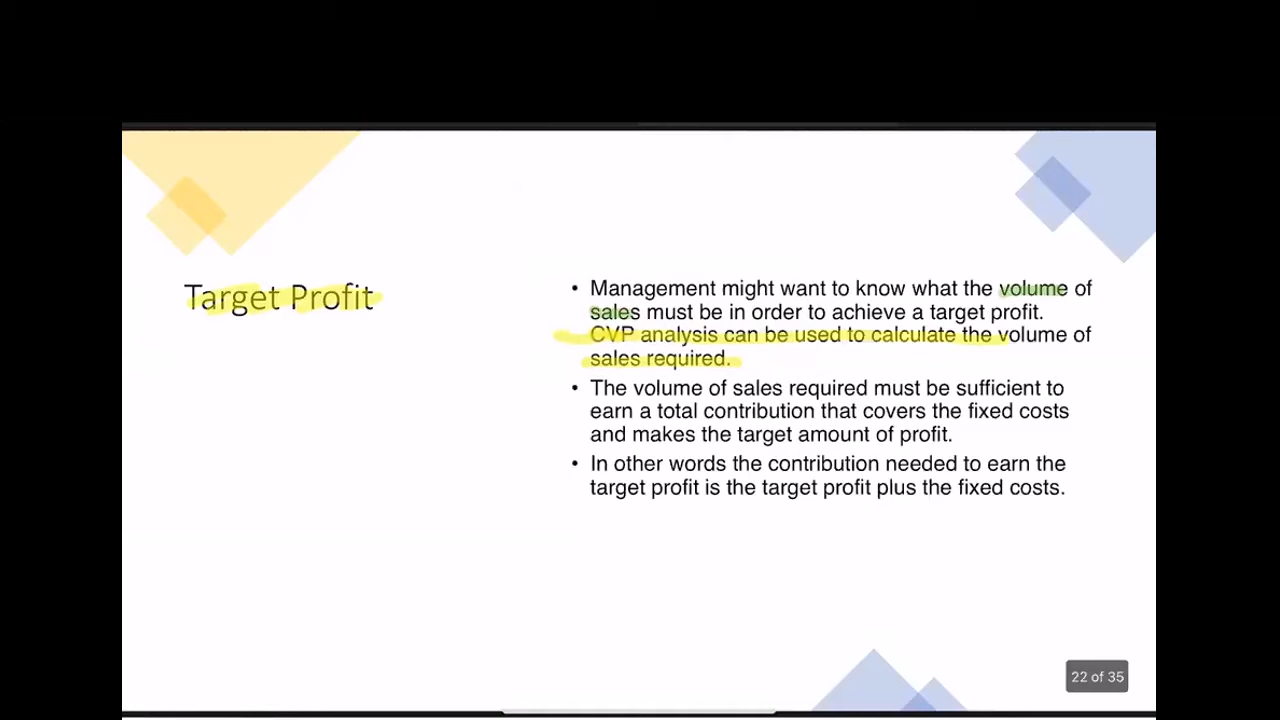 Target Profit
• Management might want to know what the volume of
sales must be in order to achieve a target profit.
CVP analysis can be used to calculate the volume of
sales required.
• The volume of sales required must be sufficient to
earn a total contribution that covers the fixed costs
and makes the target amount of profit.
• In other words the contribution needed to earn the
target profit is the target profit plus the fixed costs.
22 of 35